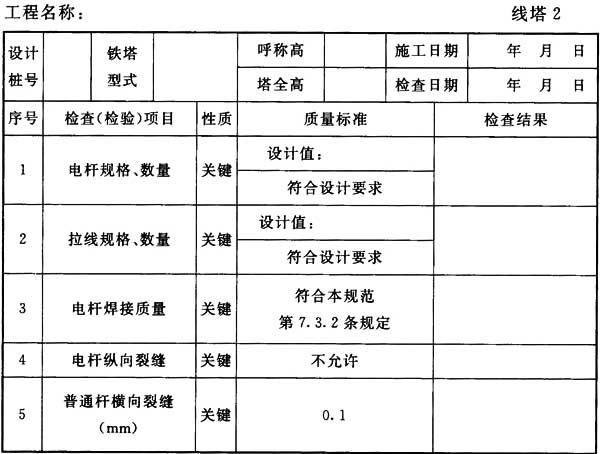 工程名称： 线塔 2
设计桩号 铁塔型式 呼称高 施工日期 年 月 日
塔全高 检查日期 年 月 日
序号 检查(检验)项目 性质 质量标准 检查结果
1 电杆规格、数量 关键 设计值：
符合设计要求
2 拉线规格、数量 关键 设计值：
符合设计要求
3 电杆焊接质量 关键 符合本规范
第 7.3.2 条规定
4 电杆纵向裂缝 关键 不允许
5 普通杆横向裂缝
(mm) 关键 0.1